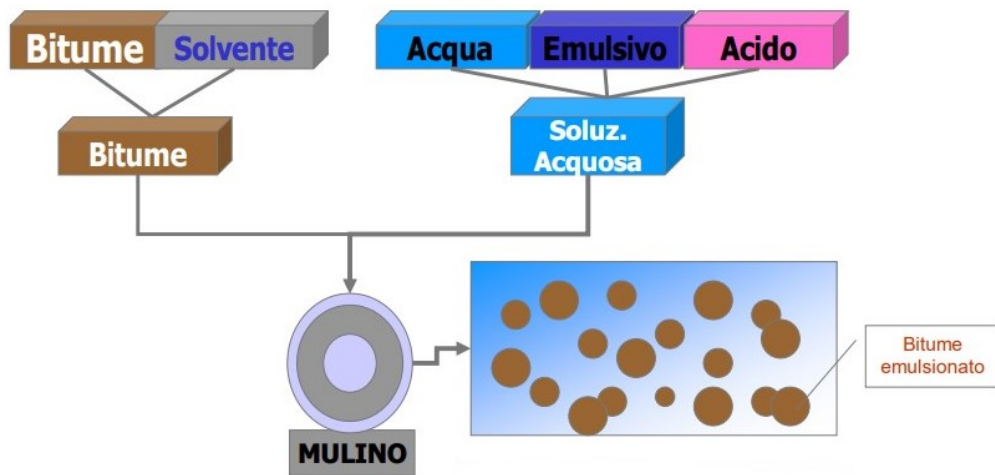 Bitume Solvente
Acqua Emulsivo Acido
Bitume
Soluz.
Acquosa
MULINO
Bitume
emulsionato